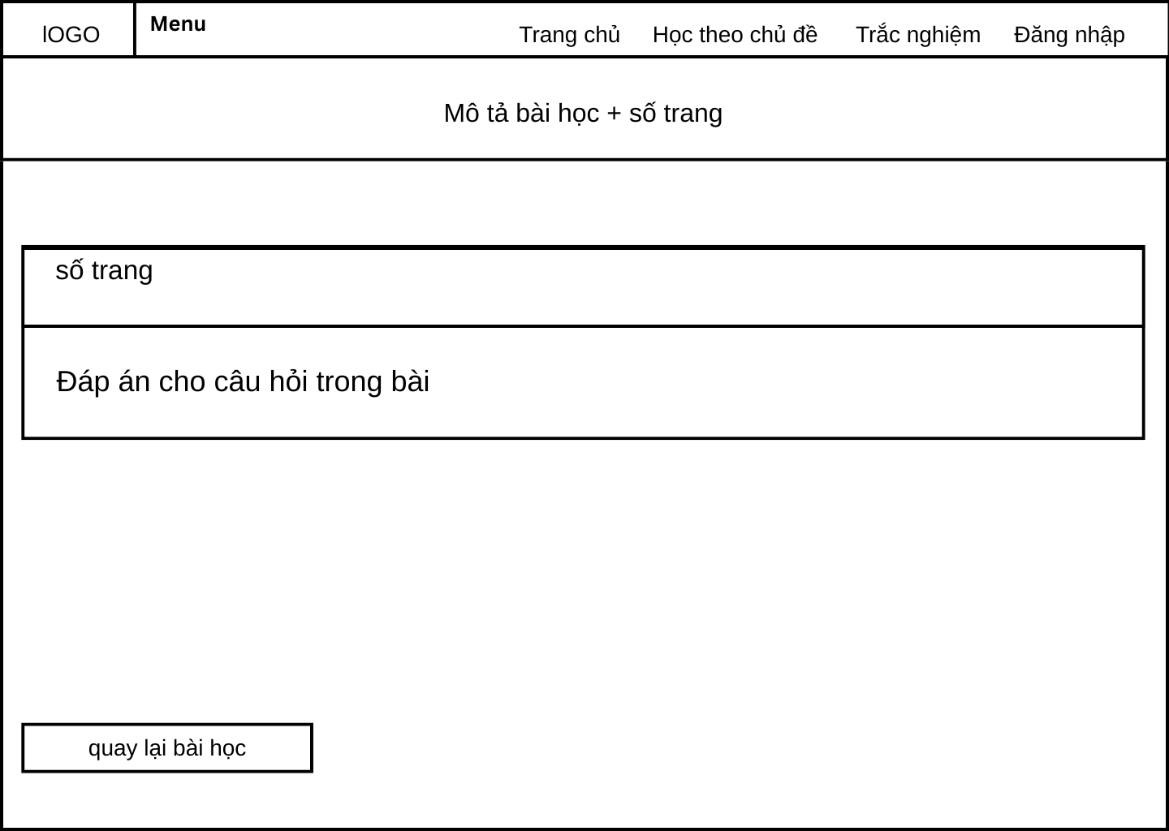 lOGO
Menu
Trang chủ Học theo chủ đề Trắc nghiệm Đăng nhập
Mô tả bài học + số trang
số trang
Đáp án cho câu hỏi trong bài
quay lại bài học